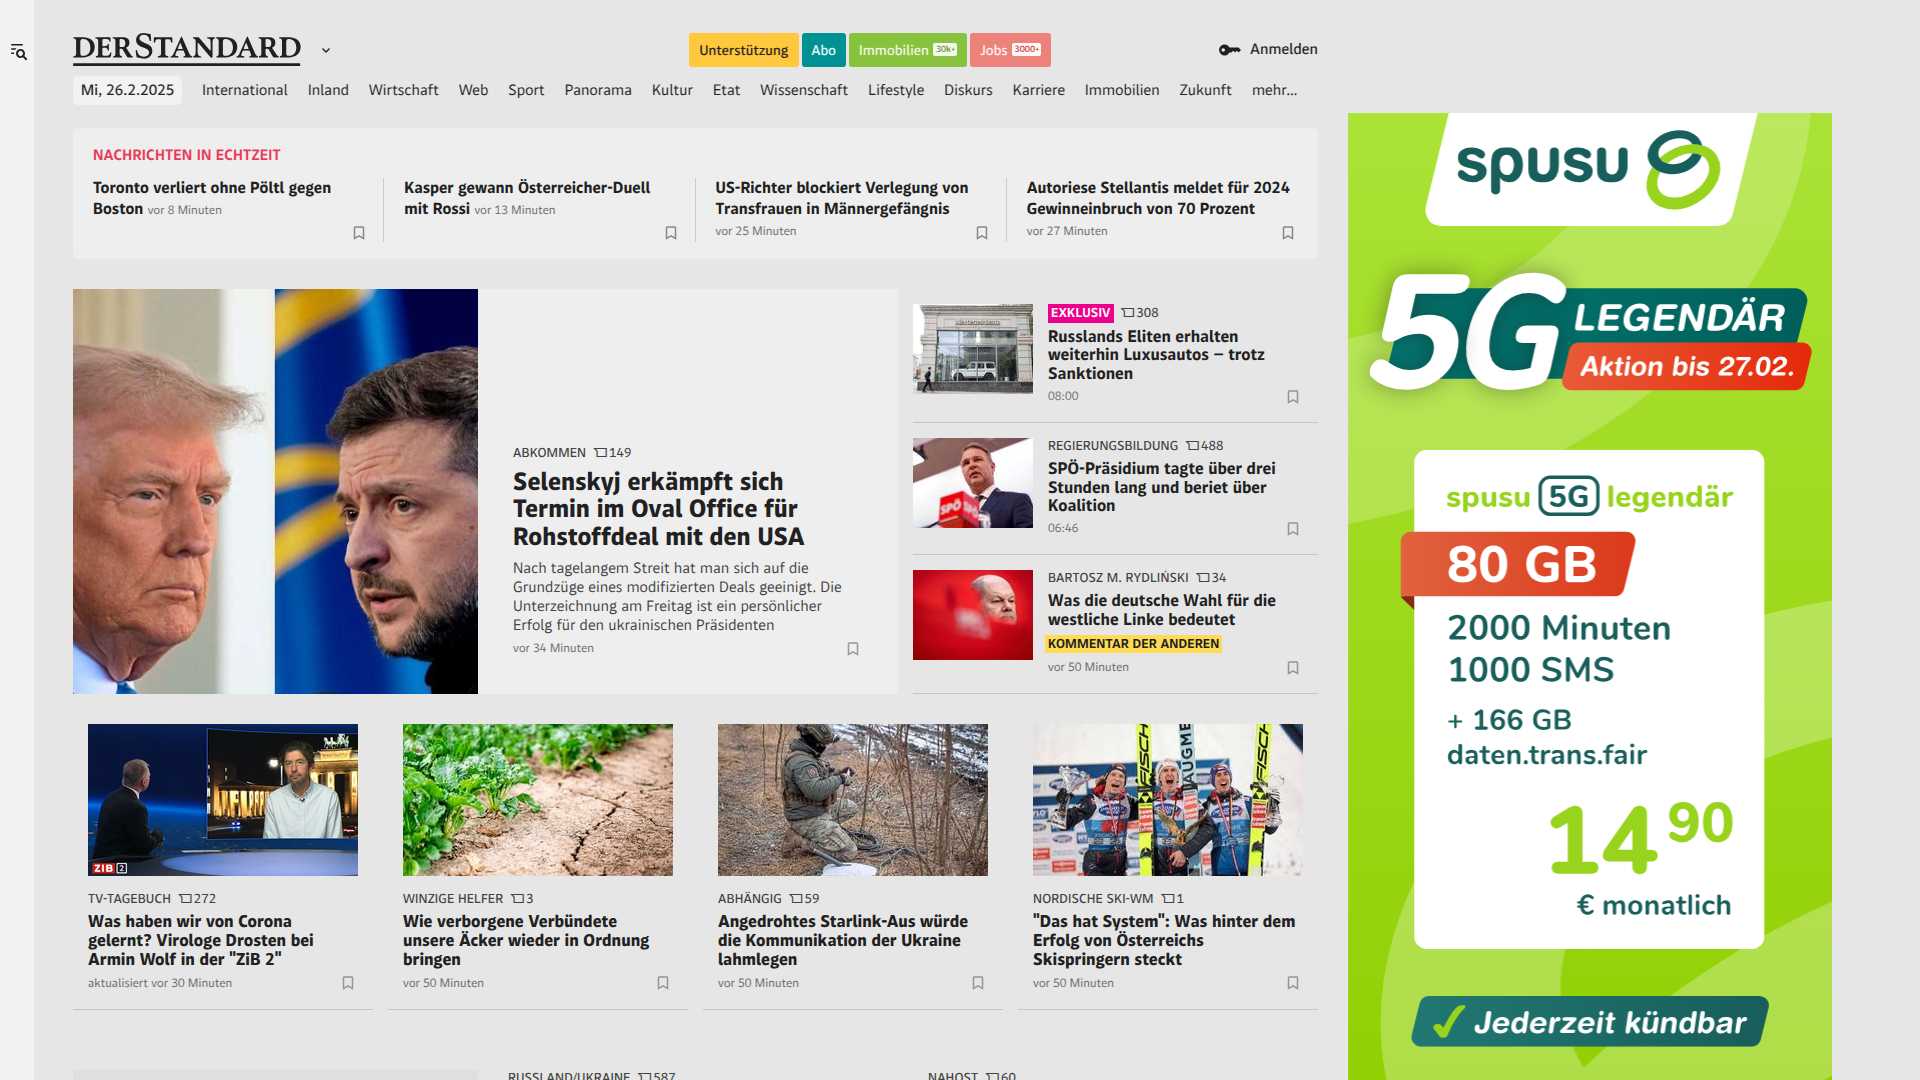 DERSTANDARD
Unterstützung
Abo
Immobilien 30k+
Jobs 3000+
Anmelden
Mi, 26.2.2025 International Inland Wirtschaft Web Sport Panorama Kultur Etat Wissenschaft Lifestyle Diskurs Karriere Immobilien Zukunft mehr...
NACHRICHTEN IN ECHTZEIT
Toronto verliert ohne Pöltl gegen
Boston vor 8 Minuten
Kasper gewann Österreicher-Duell
mit Rossi vor 13 Minuten
US-Richter blockiert Verlegung von
Transfrauen in Männergefängnis
vor 25 Minuten
Autoriese Stellantis meldet für 2024
Gewinneinbruch von 70 Prozent
vor 27 Minuten
ABKOMMEN 149
Selenskyj erkämpft sich
Termin im Oval Office für
Rohstoffdeal mit den USA
Nach tagelangem Streit hat man sich auf die
Grundzüge eines modifizierten Deals geeinigt. Die
Unterzeichnung am Freitag ist ein persönlicher
Erfolg für den ukrainischen Präsidenten
vor 34 Minuten
EXKLUSIV 308
Russlands Eliten erhalten
weiterhin Luxusautos – trotz
Sanktionen
08:00
SPÖ
REGIERUNGSBILDUNG 488
SPÖ-Präsidium tagte über drei
Stunden lang und beriet über
Koalition
06:46
BARTOSZ M. RYDLIŃSKI 34
Was die deutsche Wahl für die
westliche Linke bedeutet
KOMMENTAR DER ANDEREN
vor 50 Minuten
ZIB 2
TV-TAGEBUCH 272
Was haben wir von Corona
gelernt? Virologe Drosten bei
Armin Wolf in der "ZiB 2"
aktualisiert vor 30 Minuten
WINZIGE HELFER 3
Wie verborgene Verbündete
unsere Äcker wieder in Ordnung
bringen
vor 50 Minuten
ABHÄNGIG 59
Angedrohtes Starlink-Aus würde
die Kommunikation der Ukraine
lahmlegen
vor 50 Minuten
FISCHER
AUGME
FISCH
NORDISCHE SKI-WM 1
"Das hat System": Was hinter dem
Erfolg von Österreichs
Skispringern steckt
vor 50 Minuten
RUSSLAND/UKRAINE 587
NAHOST 60
spusu
5G LEGENDÄR
Aktion bis 27.02.
spusu 5G legendär
80 GB
2000 Minuten
1000 SMS
+ 166 GB
daten.trans.fair
14 90
€ monatlich
Jederzeit kündbar